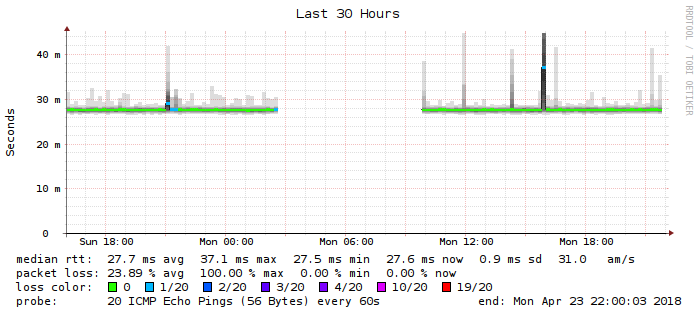 Last 30 Hours
RRDTOOL / TOBI OETIKER
Seconds
40 m
30 m
20 m
10 m
0
Sun 18:00 Mon 00:00 Mon 06:00 Mon 12:00 Mon 18:00
median rtt: 27.7 ms avg 37.1 ms max 27.5 ms min 27.6 ms now 0.9 ms sd 31.0 am/s
packet loss: 23.89 % avg 100.00 % max 0.00 % min 0.00 % now
loss color: 0 1/20 2/20 3/20 4/20 10/20 19/20
probe: 20 ICMP Echo Pings (56 Bytes) every 60s end: Mon Apr 23 22:00:03 2018